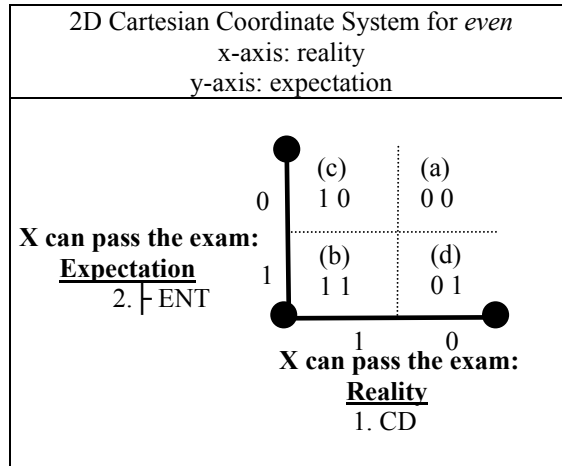 2D Cartesian Coordinate System for even
x-axis: reality
y-axis: expectation
(c) (a)
0 1 0 0 0
X can pass the exam:
Expectation (b) (d)
1 1 1 0 1
2. ├ ENT
1 0
X can pass the exam:
Reality
1. CD